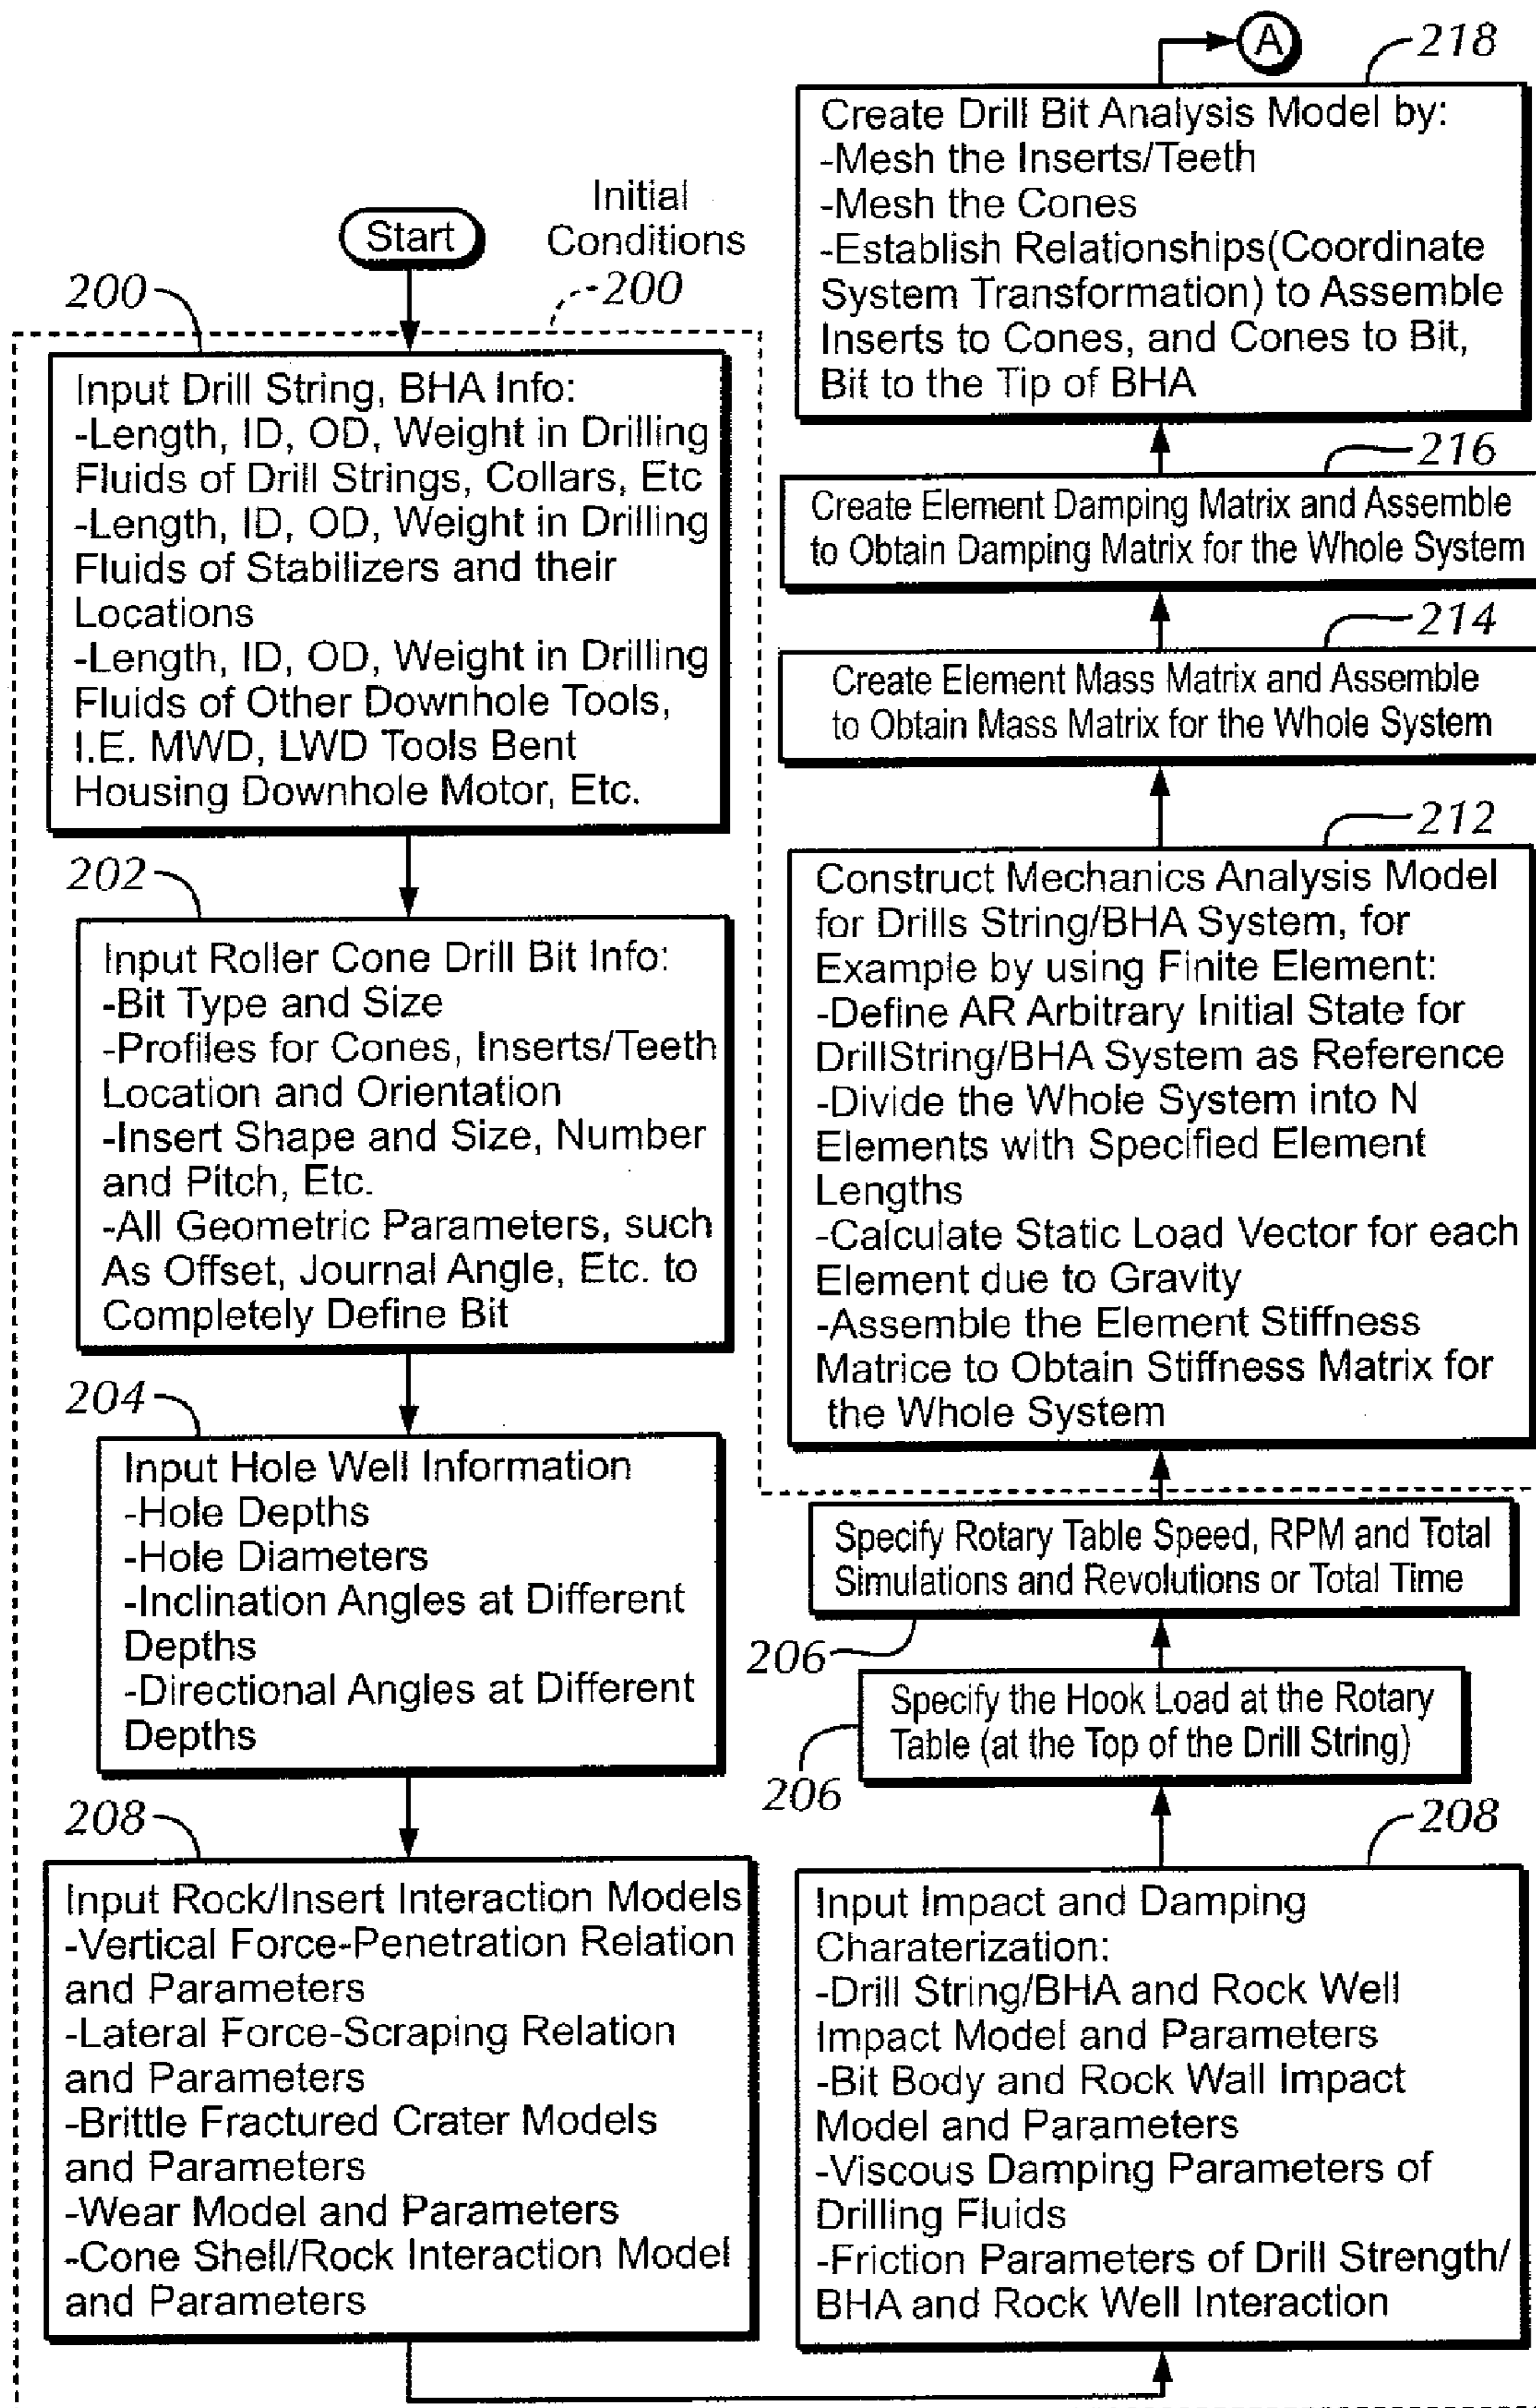 Start
Initial
Conditions
200
200
Input Drill String, BHA Info:
-Length, ID, OD, Weight in Drilling
Fluids of Drill Strings, Collars, Etc
-Length, ID, OD, Weight in Drilling
Fluids of Stabilizers and their
Locations
-Length, ID, OD, Weight in Drilling
Fluids of Other Downhole Tools,
I.E. MWD, LWD Tools Bent
Housing Downhole Motor, Etc.
202
Input Roller Cone Drill Bit Info:
-Bit Type and Size
-Profiles for Cones, Inserts/Teeth
Location and Orientation
-Insert Shape and Size, Number
and Pitch, Etc.
-All Geometric Parameters, such
As Offset, Journal Angle, Etc. to
Completely Define Bit
204
Input Hole Well Information
-Hole Depths
-Hole Diameters
-Inclination Angles at Different
Depths
-Directional Angles at Different
Depths
208
Input Rock/Insert Interaction Models
-Vertical Force-Penetration Relation
and Parameters
-Lateral Force-Scraping Relation
and Parameters
-Brittle Fractured Crater Models
and Parameters
-Wear Model and Parameters
-Cone Shell/Rock Interaction Model
and Parameters
208
Input Impact and Damping
Charaterization:
-Drill String/BHA and Rock Well
Impact Model and Parameters
-Bit Body and Rock Wall Impact
Model and Parameters
-Viscous Damping Parameters of
Drilling Fluids
-Friction Parameters of Drill Strength/
BHA and Rock Well Interaction
206
Specify the Hook Load at the Rotary
Table (at the Top of the Drill String)
206
Specify Rotary Table Speed, RPM and Total
Simulations and Revolutions or Total Time
212
Construct Mechanics Analysis Model
for Drills String/BHA System, for
Example by using Finite Element:
-Define AR Arbitrary Initial State for
DrillString/BHA System as Reference
-Divide the Whole System into N
Elements with Specified Element
Lengths
-Calculate Static Load Vector for each
Element due to Gravity
-Assemble the Element Stiffness
Matrice to Obtain Stiffness Matrix for
the Whole System
214
Create Element Mass Matrix and Assemble
to Obtain Mass Matrix for the Whole System
216
Create Element Damping Matrix and Assemble
to Obtain Damping Matrix for the Whole System
218
Create Drill Bit Analysis Model by:
-Mesh the Inserts/Teeth
-Mesh the Cones
-Establish Relationships(Coordinate
System Transformation) to Assemble
Inserts to Cones, and Cones to Bit,
Bit to the Tip of BHA
A